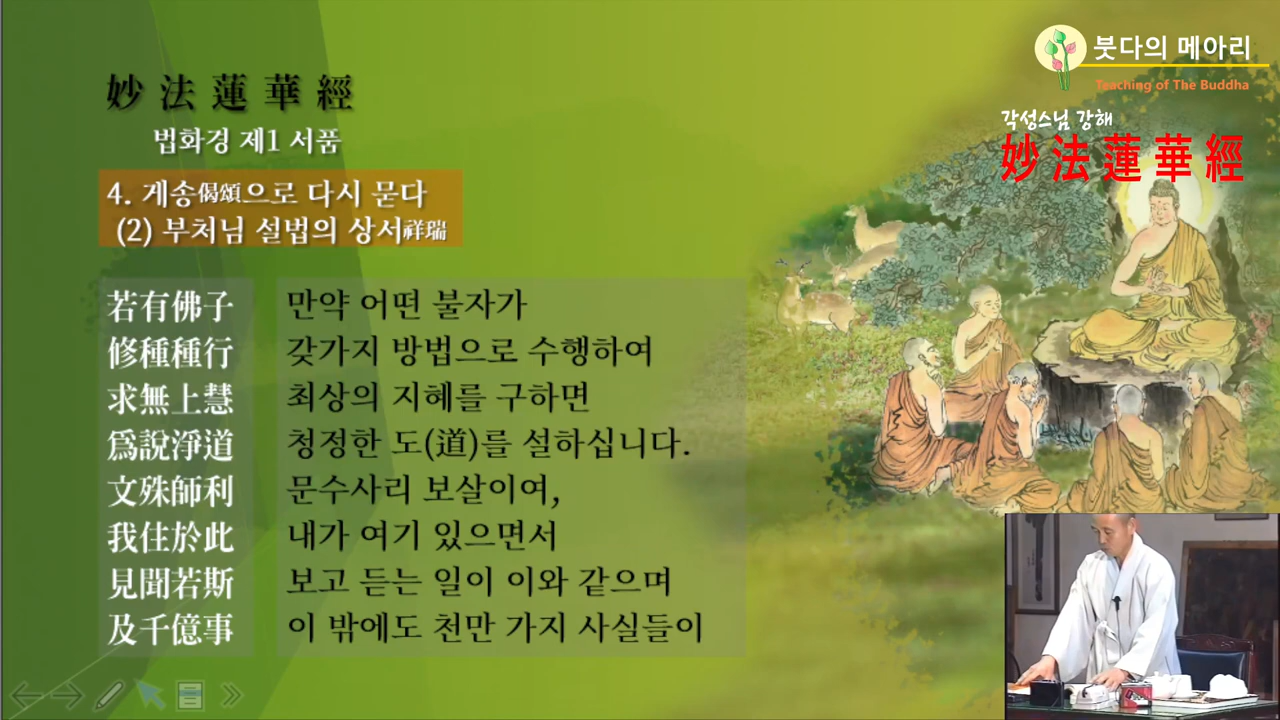 妙法蓮華經
법화경 제1 서품
4. 게송偈頌으로 다시 묻다
(2) 부처님 설법의 상서祥瑞
若有佛子 만약 어떤 불자가
修種種行 갖가지 방법으로 수행하여
求無上慧 최상의 지혜를 구하면
爲說淨道 청정한 도(道)를 설하십니다.
文殊師利 문수사리 보살이여,
我住於此 내가 여기 있으면서
見聞若斯 보고 듣는 일이 이와 같으며
及千億事 이 밖에도 천만 가지 사실들이
붓다의 메아리
Teaching of The Buddha
각성스님 강해
妙法蓮華經